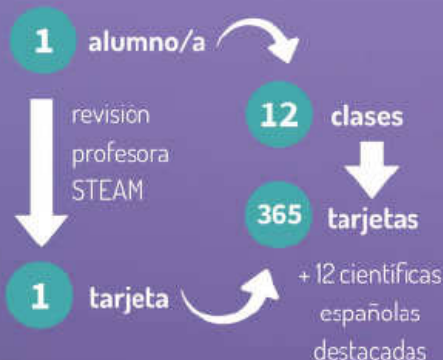 1 alumno/a
revisión
profesora
STEAM
1 tarjeta
12 clases
365 tarjetas
+ 12 científicas
españolas
destacadas